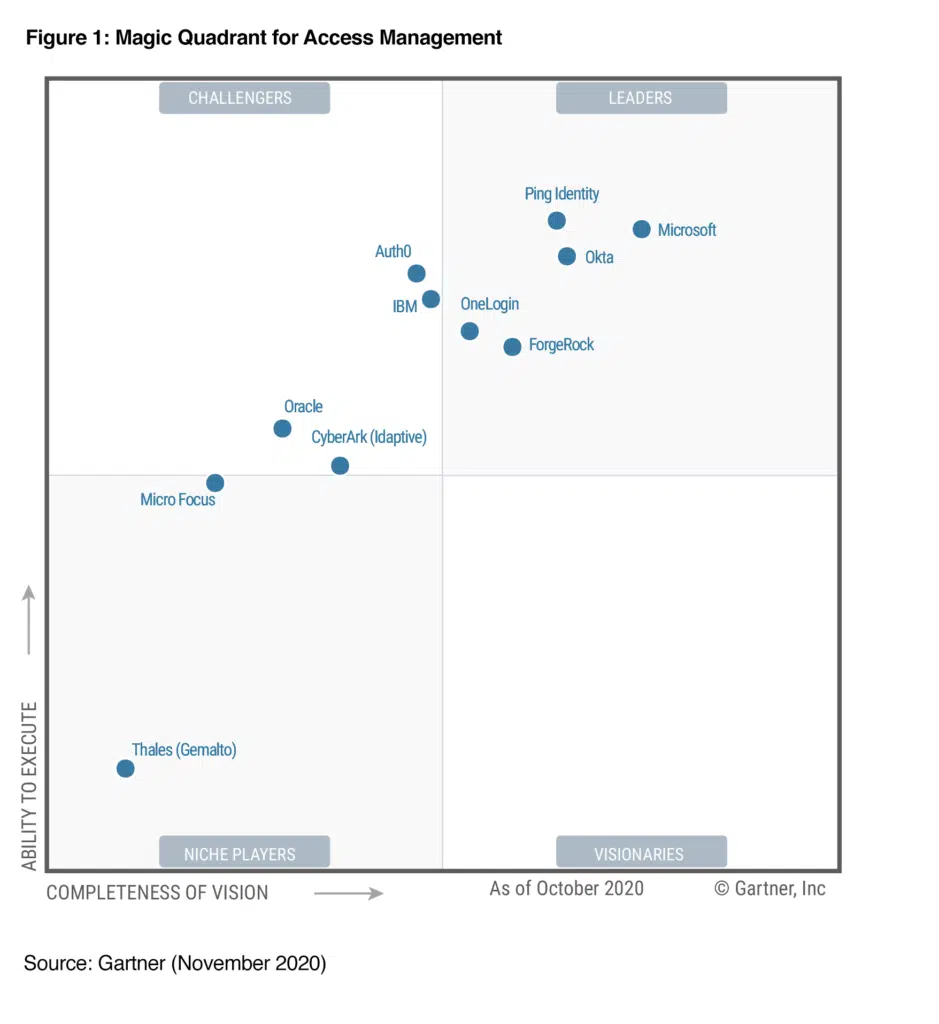 Figure 1: Magic Quadrant for Access Management
CHALLENGERS
LEADERS
Ping Identity
Microsoft
Okta
Auth0
IBM
OneLogin
ForgeRock
Oracle
CyberArk (Idaptive)
Micro Focus
Thales (Gemalto)
ABILITY TO EXECUTE
NICHE PLAYERS
VISIONARIES
COMPLETENESS OF VISION
As of October 2020
© Gartner, Inc
Source: Gartner (November 2020)